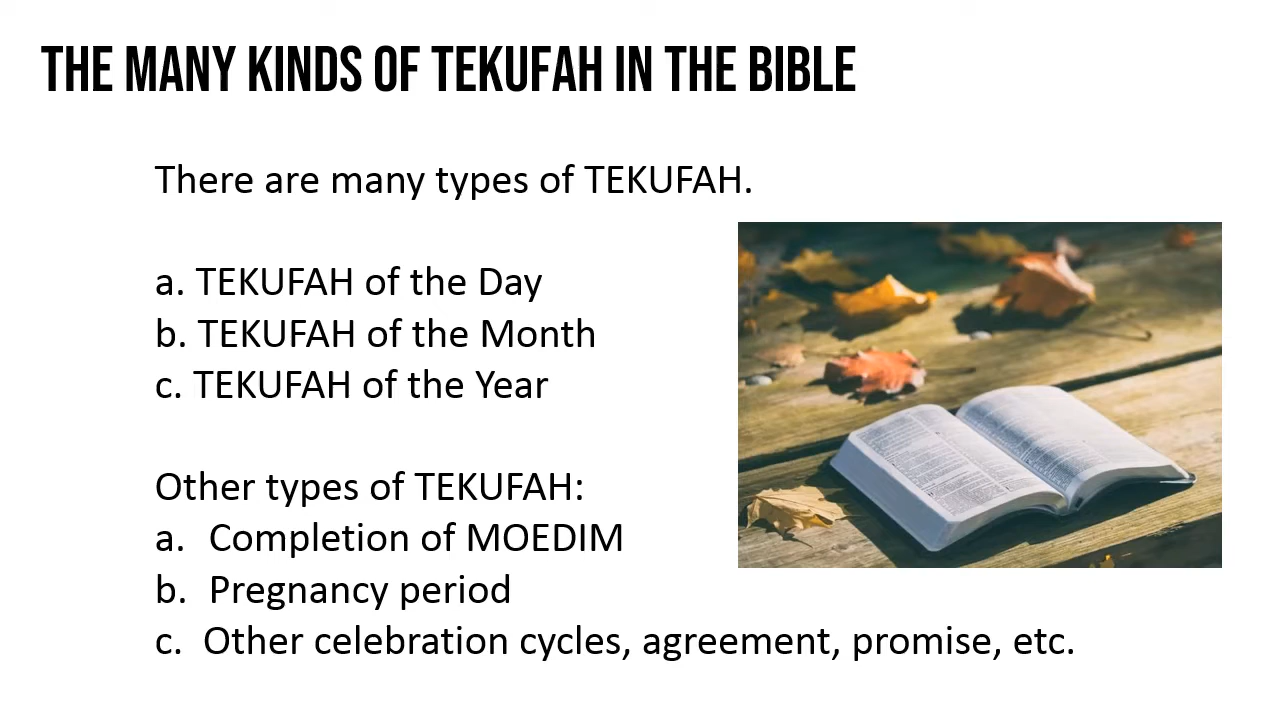 THE MANY KINDS OF TEKUFAH IN THE BIBLE
There are many types of TEKUFAH.
a. TEKUFAH of the Day
b. TEKUFAH of the Month
c. TEKUFAH of the Year
Other types of TEKUFAH:
a. Completion of MOEDIM
b. Pregnancy period
c. Other celebration cycles, agreement, promise, etc.